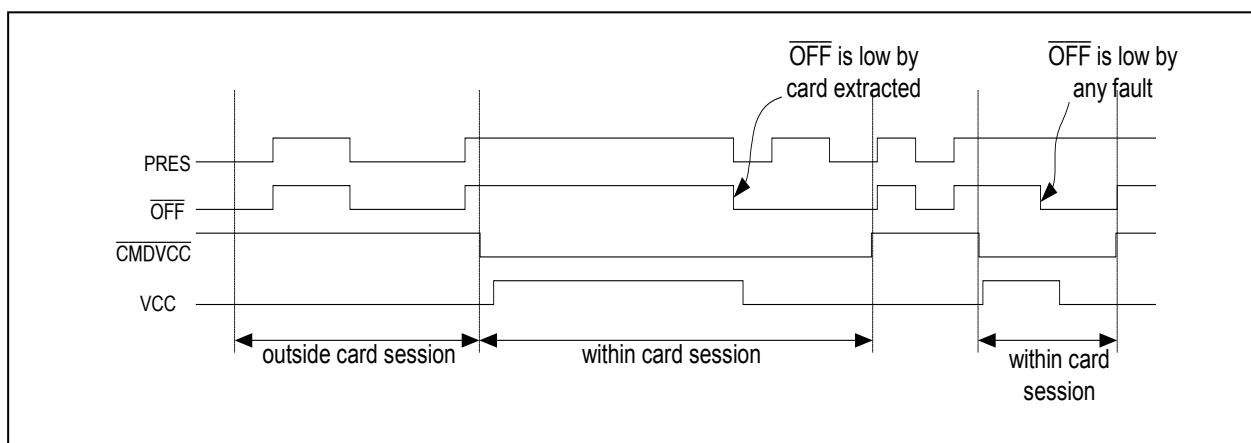 OFF is low by
card extracted
OFF is low by
any fault
PRES
OFF
CMDVCC
VCC
outside card session
within card session
within card
session